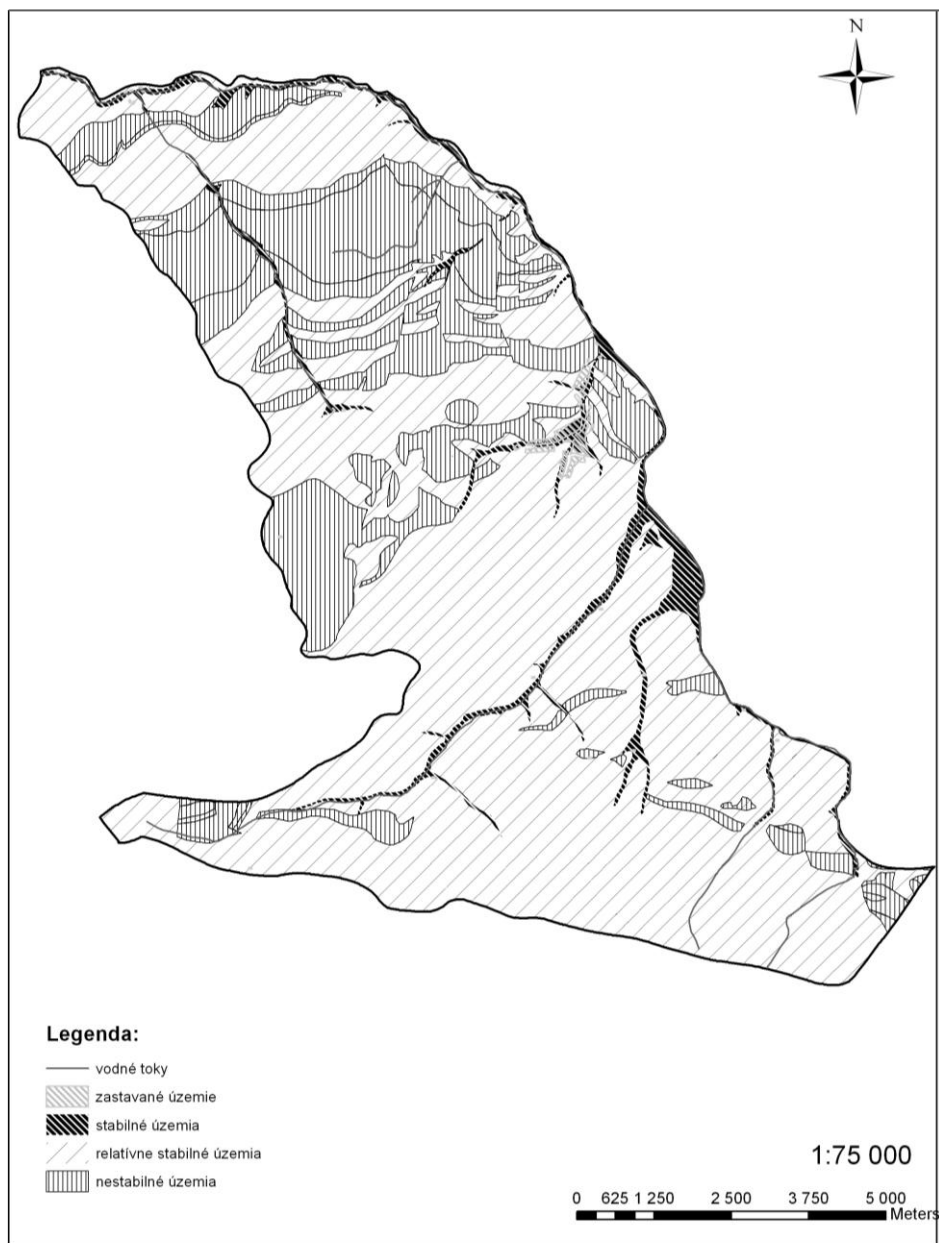 N
Legenda:
vodné toky
zastavané územie
stabilné územia
relatívne stabilné územia
nestabilné územia
1:75 000
0 625 1 250 2 500 3 750 5 000
Meters